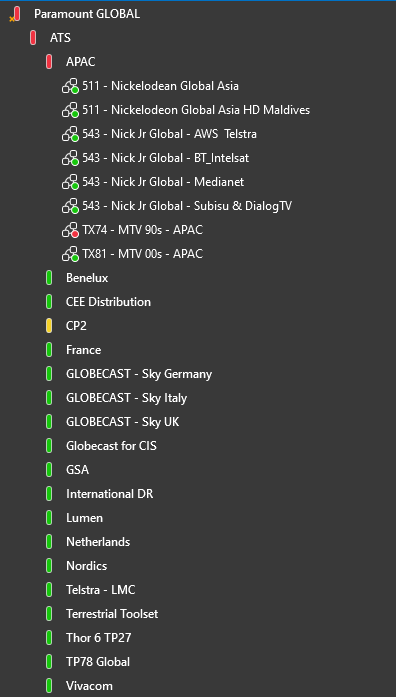 Paramount GLOBAL
ATS
APAC
511 - Nickelodean Global Asia
511 - Nickelodeon Global Asia HD Maldives
543 - Nick Jr Global - AWS  Telstra
543 - Nick Jr Global - BT_Intelsat
543 - Nick Jr Global - Medianet
543 - Nick Jr Global - Subisu & DialogTV
TX74 - MTV 90s - APAC
TX81 - MTV 00s - APAC
Benelux
CEE Distribution
CP2
France
GLOBECAST - Sky Germany
GLOBECAST - Sky Italy
GLOBECAST - Sky UK
Globecast for CIS
GSA
International DR
Lumen
Netherlands
Nordics
Telstra - LMC
Terrestrial Toolset
Thor 6 TP27
TP78 Global
Vivacom